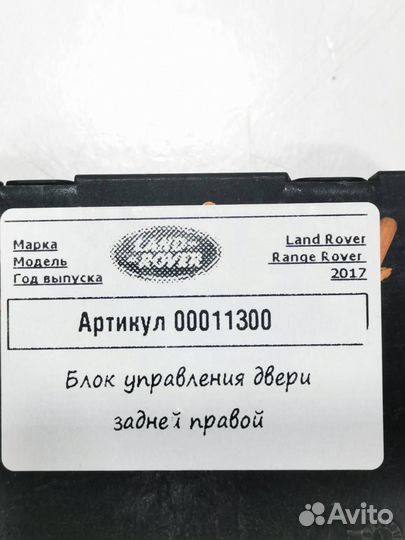 Марка LAND- Land Rover
Модель -ROVER Range Rover
Год выпуска 2017
Артикул 00011300
Блок управления двери
задней правой
Avito